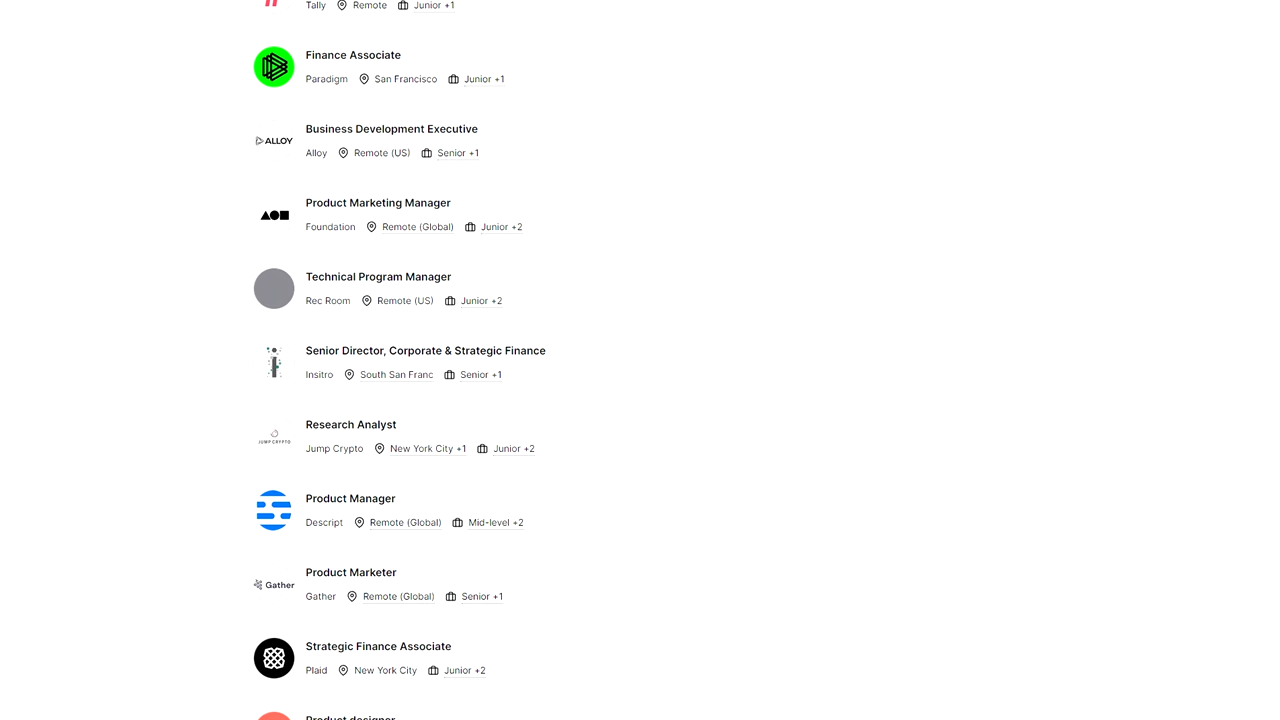 Tally Remote Junior +1
Finance Associate
Paradigm San Francisco Junior +1
ALLOY
Business Development Executive
Alloy Remote (US) Senior +1
Product Marketing Manager
Foundation Remote (Global) Junior +2
Technical Program Manager
Rec Room Remote (US) Junior +2
Senior Director, Corporate & Strategic Finance
Insitro South San Franc Senior +1
Research Analyst
JUMP CRYPTO
Jump Crypto New York City +1 Junior +2
Product Manager
Descript Remote (Global) Mid-level +2
Product Marketer
Gather
Gather Remote (Global) Senior +1
Strategic Finance Associate
Plaid New York City Junior +2
Product designer